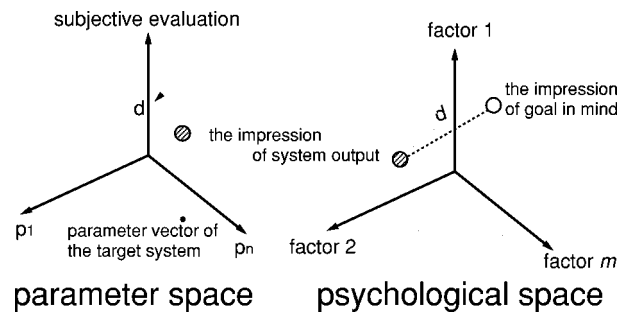 subjective evaluation
d
the impression
of system output
p1
parameter vector of
the target system
pn
parameter space
factor 1
the impression
of goal in mind
d
factor 2
factor m
psychological space